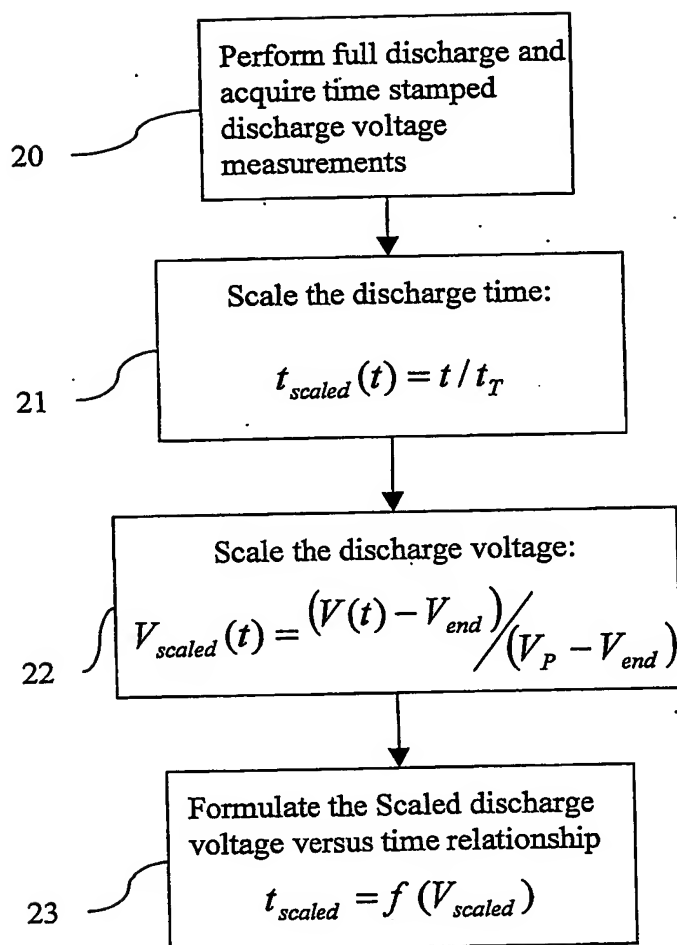 20
Perform full discharge and
acquire time stamped
discharge voltage
measurements
21
Scale the discharge time:
t_scaled(t) = t / t_T
22
Scale the discharge voltage:
V_scaled(t) = (V(t) − V_end) / (V_P − V_end)
23
Formulate the Scaled discharge
voltage versus time relationship
t_scaled = f (V_scaled)